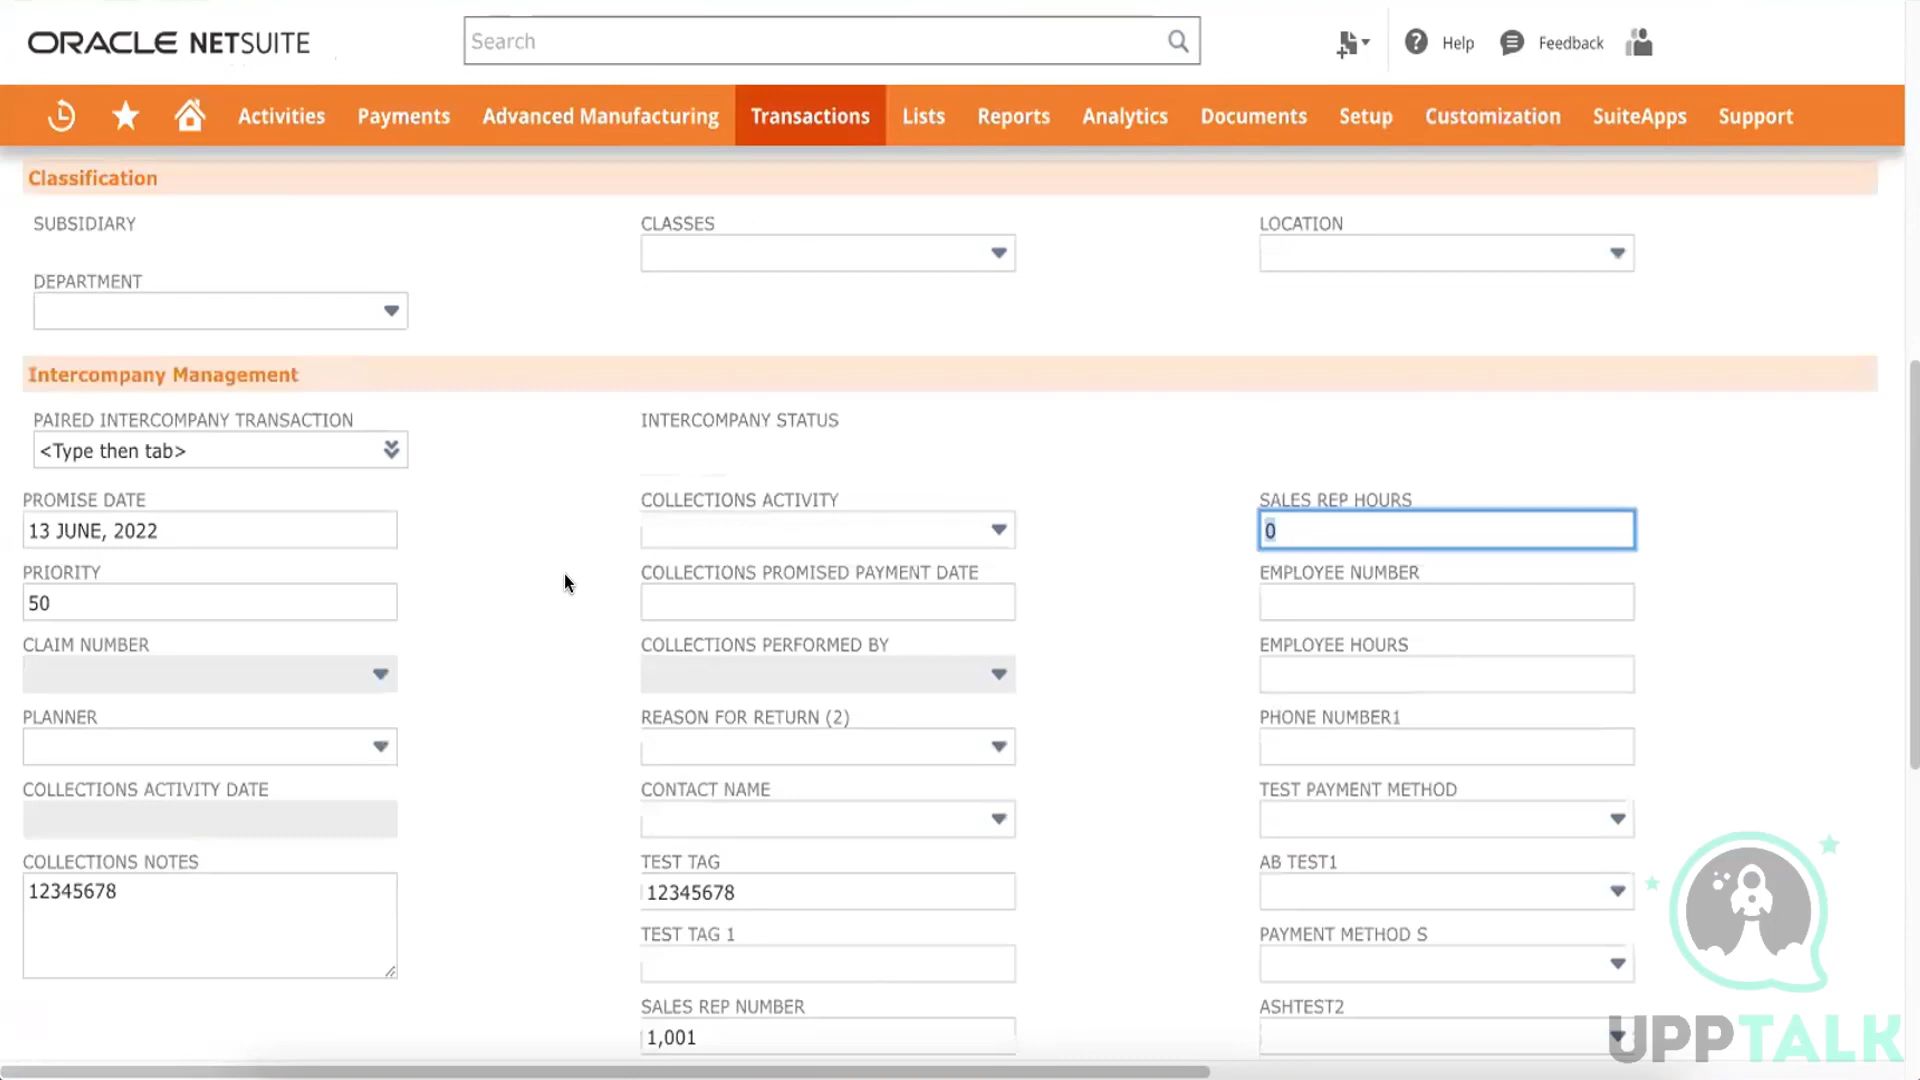 ORACLE NETSUITE
Search
Help
Feedback
Activities
Payments
Advanced Manufacturing
Transactions
Lists
Reports
Analytics
Documents
Setup
Customization
SuiteApps
Support
Classification
SUBSIDIARY
CLASSES
LOCATION
DEPARTMENT
Intercompany Management
PAIRED INTERCOMPANY TRANSACTION
INTERCOMPANY STATUS
<Type then tab>
PROMISE DATE
COLLECTIONS ACTIVITY
SALES REP HOURS
13 JUNE, 2022
0
PRIORITY
COLLECTIONS PROMISED PAYMENT DATE
EMPLOYEE NUMBER
50
CLAIM NUMBER
COLLECTIONS PERFORMED BY
EMPLOYEE HOURS
PLANNER
REASON FOR RETURN (2)
PHONE NUMBER1
COLLECTIONS ACTIVITY DATE
CONTACT NAME
TEST PAYMENT METHOD
COLLECTIONS NOTES
TEST TAG
AB TEST1
12345678
12345678
TEST TAG 1
PAYMENT METHOD S
SALES REP NUMBER
ASHTEST2
1,001
UPPTALK